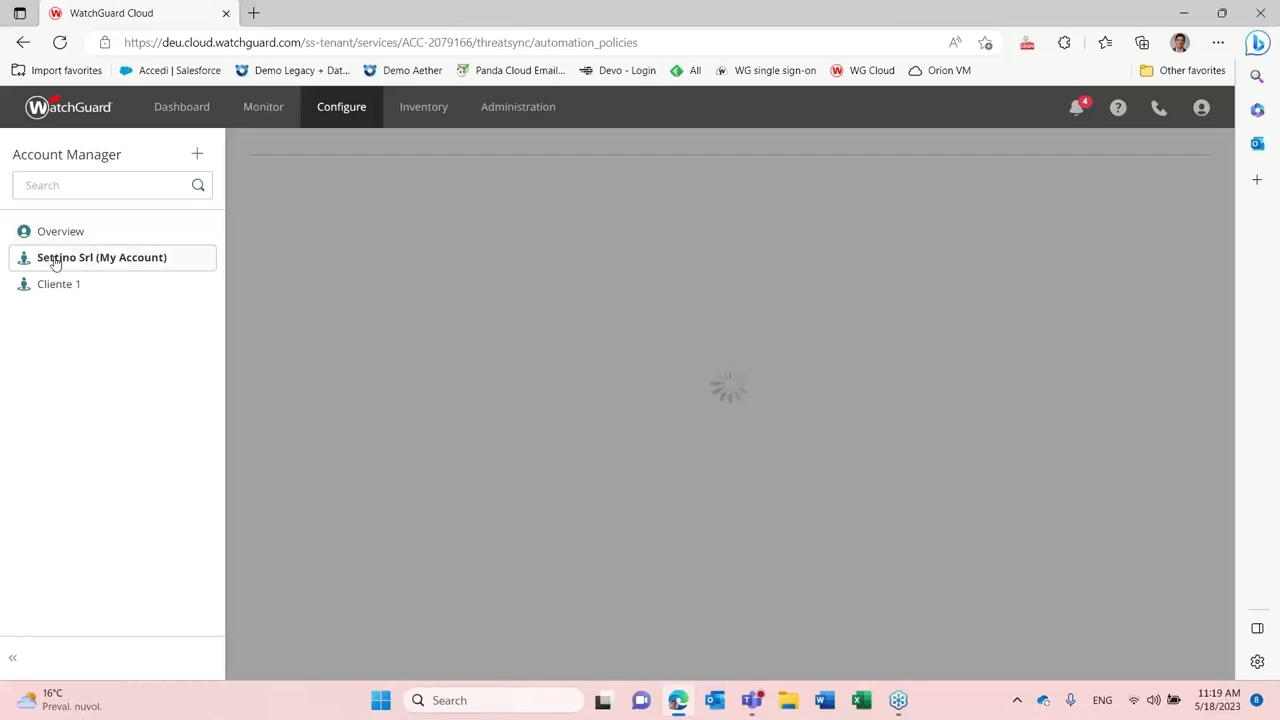 WatchGuard Cloud
https://deu.cloud.watchguard.com/ss-tenant/services/ACC-2079166/threatsync/automation_policies
Import favorites
Accedi | Salesforce
Demo Legacy + Dat...
Demo Aether
Panda Cloud Email...
Devo - Login
All
WG single sign-on
WG Cloud
Orion VM
Other favorites
WatchGuard
Dashboard
Monitor
Configure
Inventory
Administration
4
Account Manager
Search
Overview
Settino Srl (My Account)
Cliente 1
16°C
Preval. nuvol.
Search
ENG
11:19 AM
5/18/2023
8